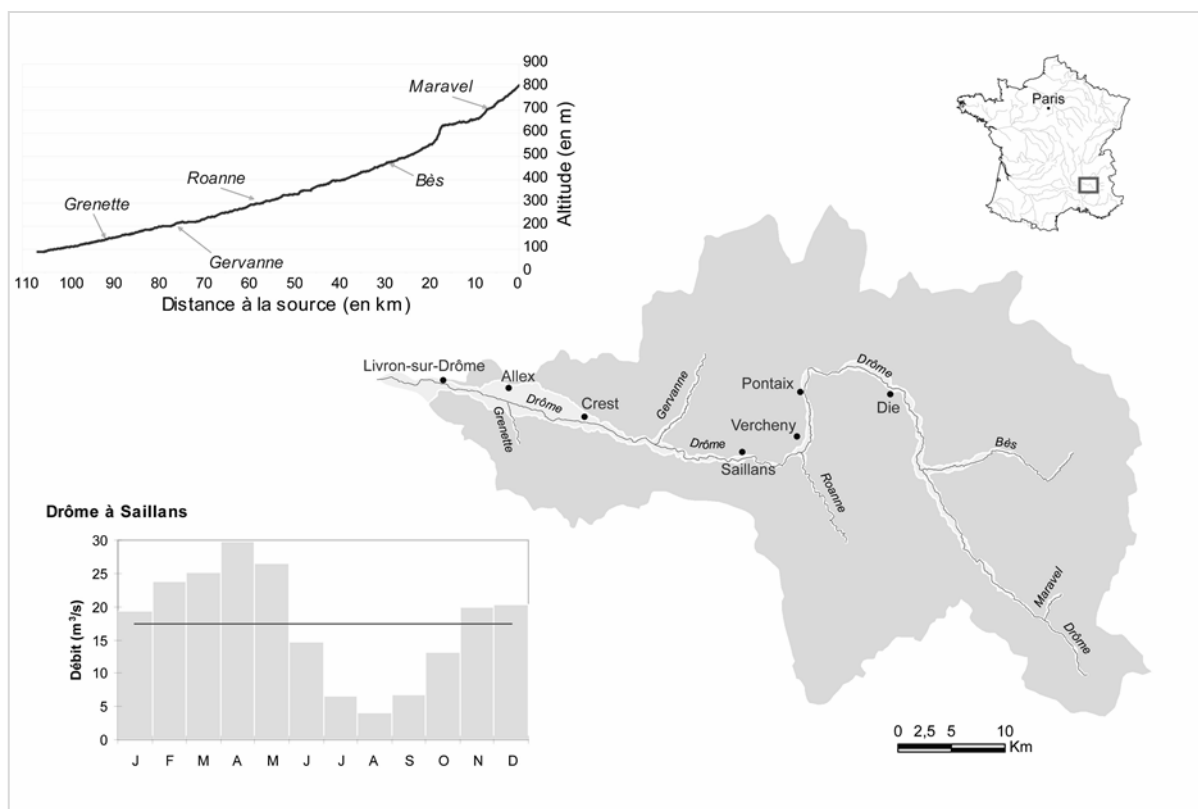 900
800
700
600
500
400
300
200
100
0
Altitude (en m)
Maravel
Bès
Roanne
Grenette
Gervanne
110 100 90 80 70 60 50 40 30 20 10 0
Distance à la source (en km)
Paris
Livron-sur-Drôme
Allex
Drôme
Crest
Grenette
Gervanne
Drôme
Saillans
Vercheny
Pontaix
Drôme
Die
Roanne
Bés
Maravel
Drôme
Drôme à Saillans
30
25
20
15
10
5
0
Débit (m³/s)
J F M A M J J A S O N D
0 2,5 5 10
Km